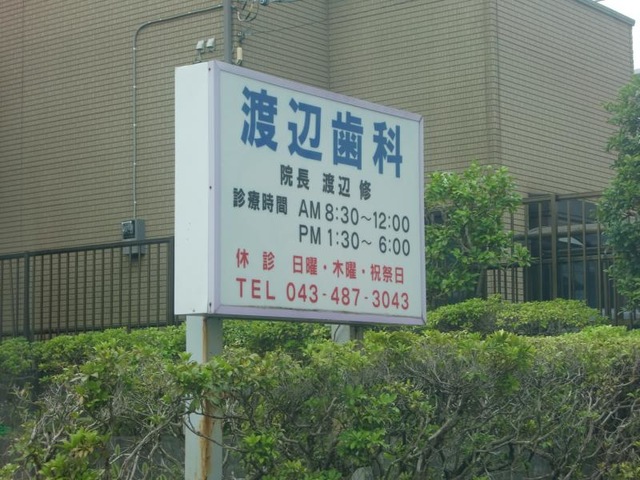 渡辺歯科
院長 渡辺 修
診療時間 AM 8:30～12:00
PM 1:30～ 6:00
休診 日曜・木曜・祝祭日
TEL 043-487-3043